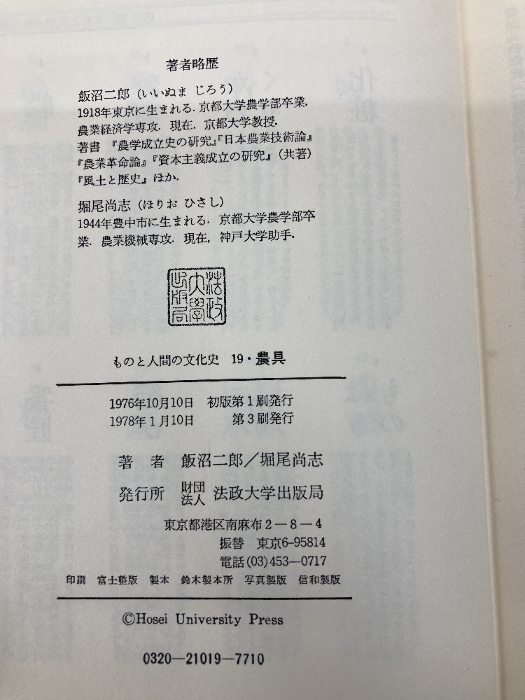 著者略歴
飯沼二郎(いいぬま じろう)
1918年東京に生まれる.京都大学農学部卒業,
農業経済学専攻.現在,京都大学教授.
著書 『農学成立史の研究』『日本農業技術論』
『農業革命論』『資本主義成立の研究』(共著)
『風土と歴史』ほか.
堀尾尚志(ほりお ひさし)
1944年豊中市に生まれる.京都大学農学部卒
業.農業機械専攻.現在,神戸大学助手.
法政
大學
出版局
ものと人間の文化史 19・農具
1976年10月10日 初版第1刷発行
1978年1月10日 第3刷発行
著 者 飯沼二郎/堀尾尚志
発行所 財団法人 法政大学出版局
東京都港区南麻布2—8—4
振替 東京6-95814
電話(03)453—0717
印刷 富士整版 製本 鈴木製本所 写真製版 信和製版
©Hosei University Press
0320—21019—7710